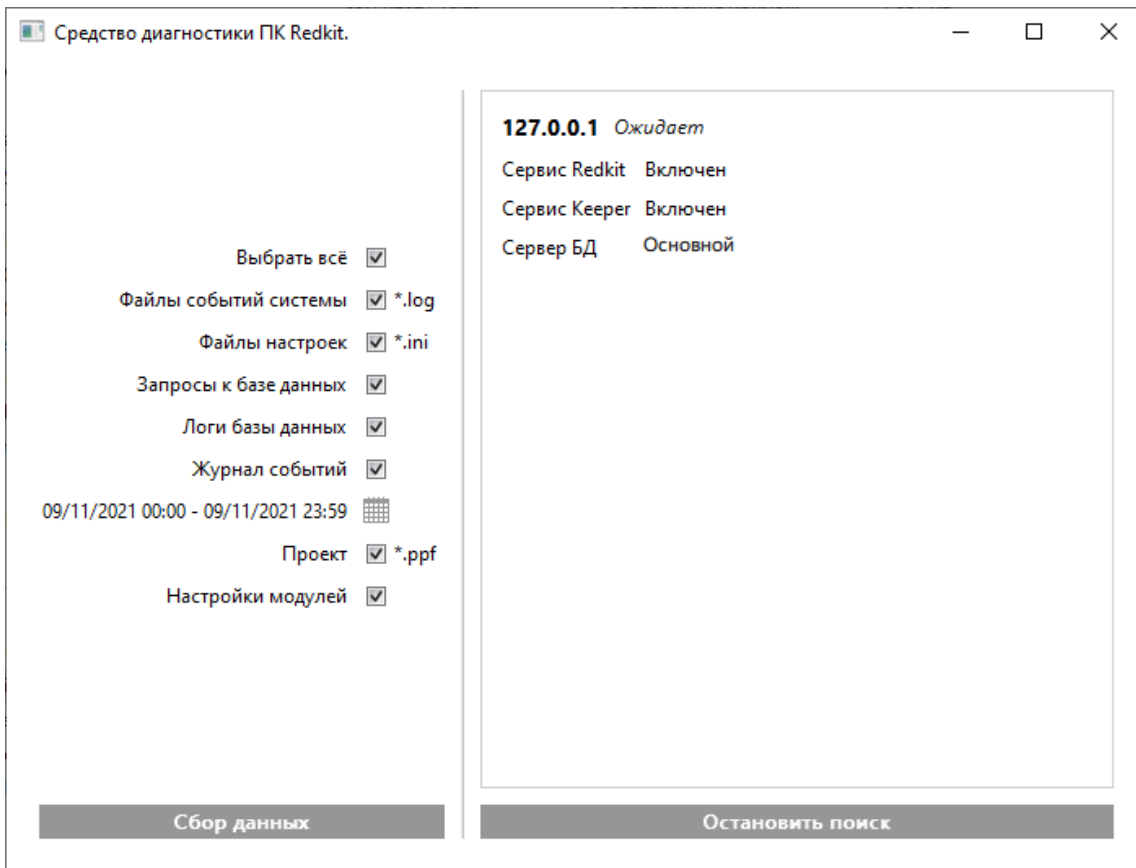 Средство диагностики ПК Redkit.
Выбрать всё
Файлы событий системы *.log
Файлы настроек *.ini
Запросы к базе данных
Логи базы данных
Журнал событий
09/11/2021 00:00 - 09/11/2021 23:59
Проект *.ppf
Настройки модулей
Сбор данных
127.0.0.1 Ожидает
Сервис Redkit Включен
Сервис Keeper Включен
Сервер БД Основной
Остановить поиск